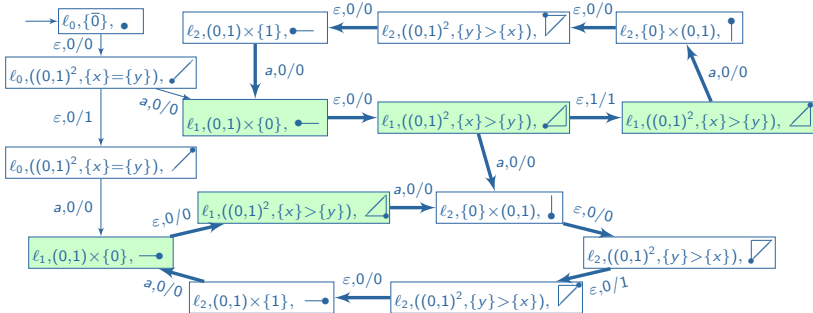 ℓ₀,{0̅},
ε,0/0
ℓ₀,((0,1)²,{x}={y}),
a,0/0
ε,0/1
ℓ₀,((0,1)²,{x}={y}),
a,0/0
ℓ₁,(0,1)×{0},
ℓ₂,(0,1)×{1},
ε,0/0
ℓ₂,((0,1)²,{y}>{x}),
ε,0/0
ℓ₂,{0}×(0,1),
a,0/0
a,0/0
ℓ₁,(0,1)×{0},
ε,0/0
ℓ₁,((0,1)²,{x}>{y}),
ε,1/1
ℓ₁,((0,1)²,{x}>{y}),
a,0/0
ε,0/0
ℓ₁,((0,1)²,{x}>{y}),
a,0/0
ℓ₂,{0}×(0,1),
ε,0/0
ℓ₂,((0,1)²,{y}>{x}),
ε,0/1
a,0/0
ℓ₂,(0,1)×{1},
ε,0/0
ℓ₂,((0,1)²,{y}>{x}),